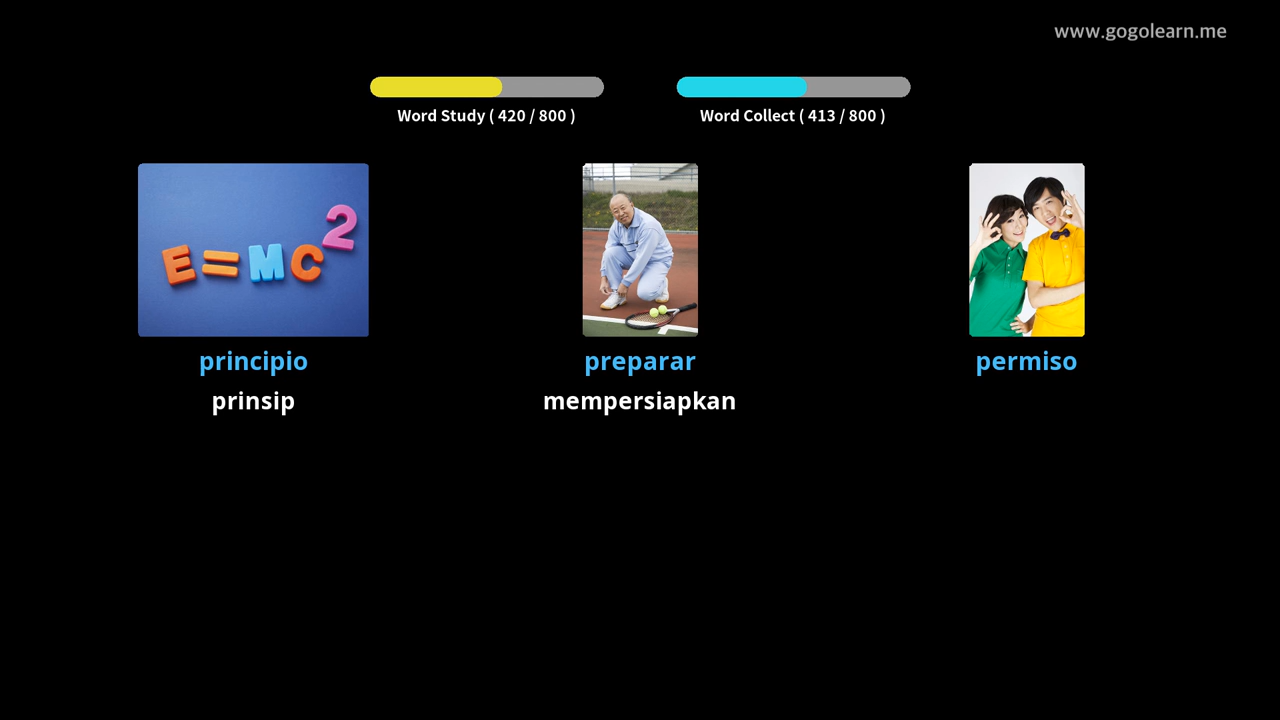 www.gogolearn.me
Word Study ( 420 / 800 )
Word Collect ( 413 / 800 )
E=MC2
principio
preparar
permiso
prinsip
mempersiapkan